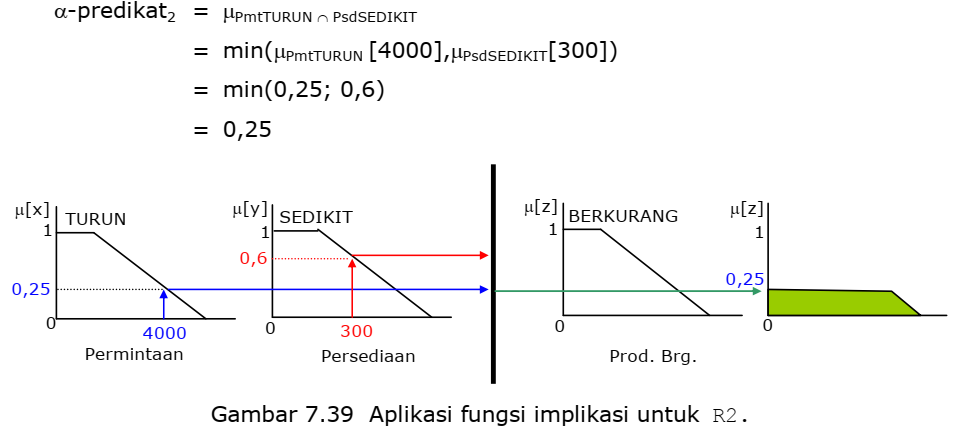 α-predikat2 = μPmtTURUN ∩ PsdSEDIKIT
= min(μPmtTURUN [4000],μPsdSEDIKIT[300])
= min(0,25; 0,6)
= 0,25
μ[x] TURUN
1
0,25
0
4000
Permintaan
μ[y] SEDIKIT
1
0,6
0
300
Persediaan
μ[z] BERKURANG
1
0
Prod. Brg.
μ[z]
1
0,25
0
Gambar 7.39 Aplikasi fungsi implikasi untuk R2.